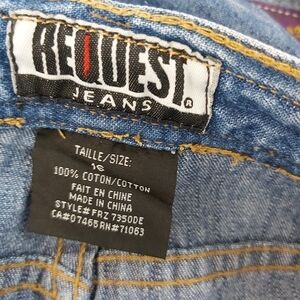 REQUEST
JEANS ®
TAILLE/SIZE:
16
100% COTON/COTTON
FAIT EN CHINE
MADE IN CHINA
STYLE# FRZ 7350DE
CA#07465 RN#71063